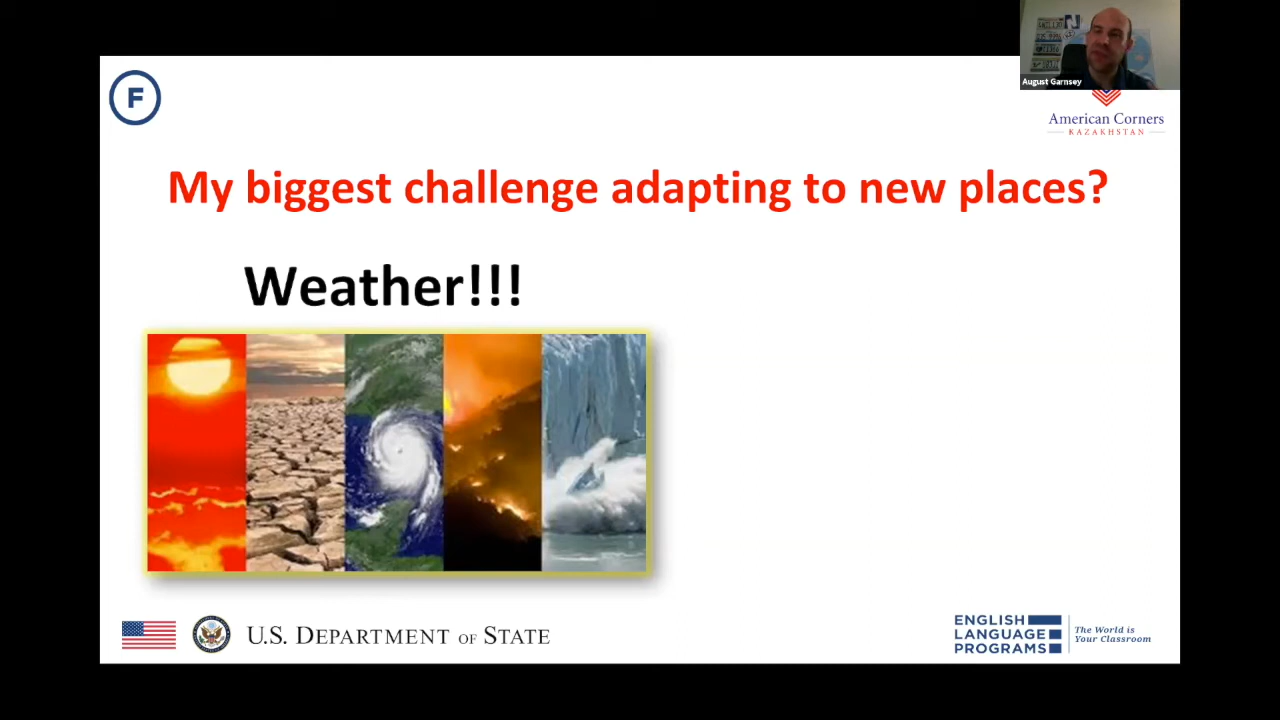 August Garnsey
F
American Corners
KAZAKHSTAN
My biggest challenge adapting to new places?
Weather!!!
U.S. DEPARTMENT OF STATE
ENGLISH
LANGUAGE
PROGRAMS
The World is
Your Classroom